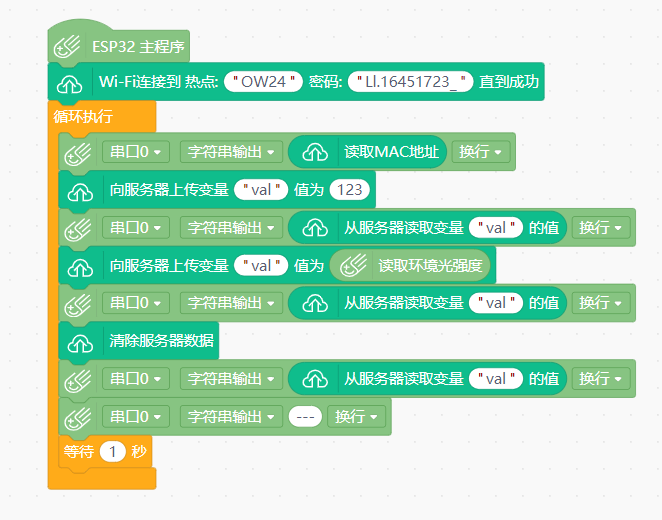 ESP32 主程序
Wi-Fi连接到 热点: "OW24" 密码: "Ll.16451723_" 直到成功
循环执行
串口0 字符串输出 读取MAC地址 换行
向服务器上传变量 "val" 值为 123
串口0 字符串输出 从服务器读取变量 "val" 的值 换行
向服务器上传变量 "val" 值为 读取环境光强度
串口0 字符串输出 从服务器读取变量 "val" 的值 换行
清除服务器数据
串口0 字符串输出 从服务器读取变量 "val" 的值 换行
串口0 字符串输出 --- 换行
等待 1 秒